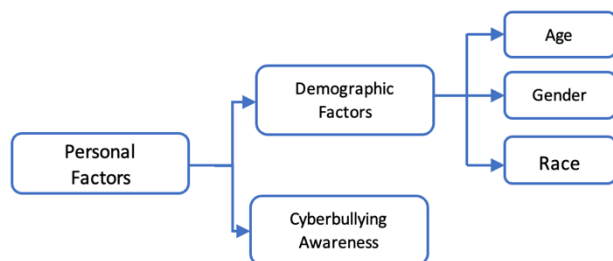 Personal
Factors
Demographic
Factors
Cyberbullying
Awareness
Age
Gender
Race